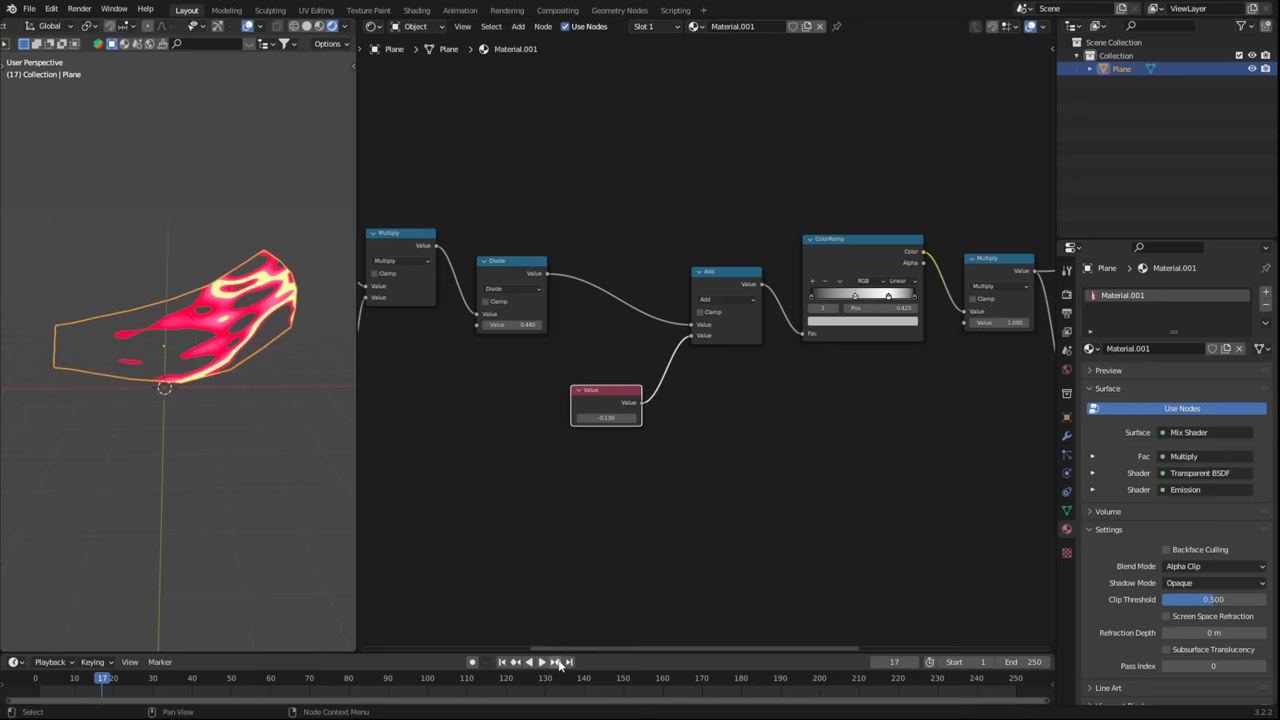 File Edit Render Window Help Layout Modeling Sculpting UV Editing Texture Paint Shading Animation Rendering Compositing Geometry Nodes Scripting + Scene ViewLayer
Global Object View Select Add Node Use Nodes Slot 1 Material.001
Options Plane Plane Material.001 Scene Collection
Collection
Plane
User Perspective
(17) Collection | Plane
Multiply
Value
Multiply
Clamp
Value
Value
Divide
Value
Divide
Clamp
Value
Value 0.440
Add
Value
Add
Clamp
Value
Value
ColorRamp
Color
Alpha
+ − RGB Linear
1 Pos 0.423
Fac
Multiply
Value
Multiply
Clamp
Value
Value 1.090
Value
Value
-0.130
Plane Material.001
Material.001
Material.001
Preview
Surface
Use Nodes
Surface Mix Shader
Fac Multiply
Shader Transparent BSDF
Shader Emission
Volume
Settings
Backface Culling
Blend Mode Alpha Clip
Shadow Mode Opaque
Clip Threshold 0.500
Screen Space Refraction
Refraction Depth 0 m
Subsurface Translucency
Pass Index 0
Line Art
Playback Keying View Marker 17 Start 1 End 250
0 10 17 20 30 40 50 60 70 80 90 100 110 120 130 140 150 160 170 180 190 200 210 220 230 240 250
Select Pan View Node Context Menu 3.2.2